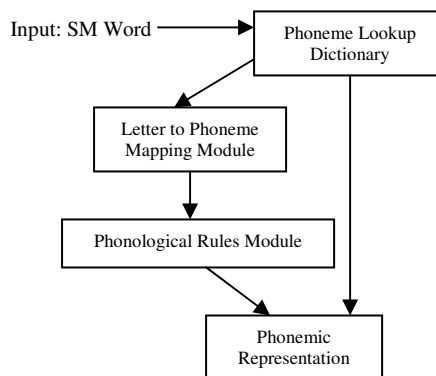 Input: SM Word
Phoneme Lookup
Dictionary
Letter to Phoneme
Mapping Module
Phonological Rules Module
Phonemic
Representation